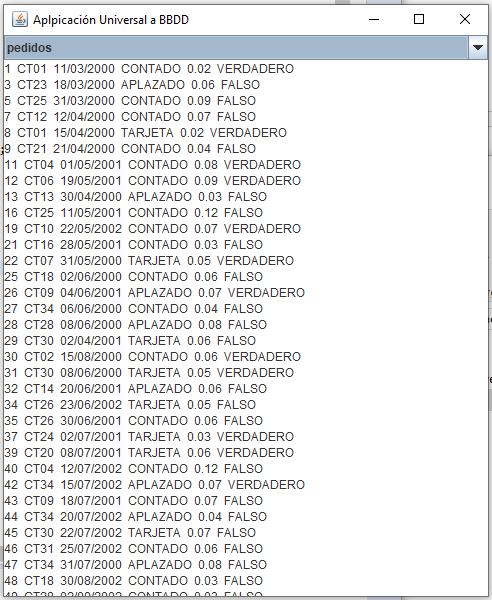 Aplpicación Universal a BBDD
pedidos
1 CT01 11/03/2000 CONTADO 0.02 VERDADERO
3 CT23 18/03/2000 APLAZADO 0.06 FALSO
5 CT25 31/03/2000 CONTADO 0.09 FALSO
7 CT12 12/04/2000 CONTADO 0.07 FALSO
8 CT01 15/04/2000 TARJETA 0.02 VERDADERO
9 CT21 21/04/2000 CONTADO 0.04 FALSO
11 CT04 01/05/2001 CONTADO 0.08 VERDADERO
12 CT06 19/05/2001 CONTADO 0.09 VERDADERO
13 CT13 30/04/2000 APLAZADO 0.03 FALSO
16 CT25 11/05/2001 CONTADO 0.12 FALSO
19 CT10 22/05/2002 CONTADO 0.07 VERDADERO
21 CT16 28/05/2001 CONTADO 0.03 FALSO
22 CT07 31/05/2000 TARJETA 0.05 VERDADERO
25 CT18 02/06/2000 CONTADO 0.06 FALSO
26 CT09 04/06/2001 APLAZADO 0.07 VERDADERO
27 CT34 06/06/2000 CONTADO 0.04 FALSO
28 CT28 08/06/2000 APLAZADO 0.08 FALSO
29 CT30 02/04/2001 TARJETA 0.06 FALSO
30 CT02 15/08/2000 CONTADO 0.06 VERDADERO
31 CT30 08/06/2000 TARJETA 0.05 VERDADERO
32 CT14 20/06/2001 APLAZADO 0.06 FALSO
34 CT26 23/06/2002 TARJETA 0.05 FALSO
35 CT26 30/06/2001 CONTADO 0.06 FALSO
37 CT24 02/07/2001 TARJETA 0.03 VERDADERO
39 CT20 08/07/2001 TARJETA 0.06 VERDADERO
40 CT04 12/07/2002 CONTADO 0.12 FALSO
42 CT34 15/07/2002 APLAZADO 0.07 VERDADERO
43 CT09 18/07/2001 CONTADO 0.07 FALSO
44 CT34 20/07/2002 APLAZADO 0.04 FALSO
45 CT30 22/07/2002 TARJETA 0.07 FALSO
46 CT31 25/07/2002 CONTADO 0.06 FALSO
47 CT34 31/07/2000 APLAZADO 0.08 FALSO
48 CT18 30/08/2002 CONTADO 0.03 FALSO